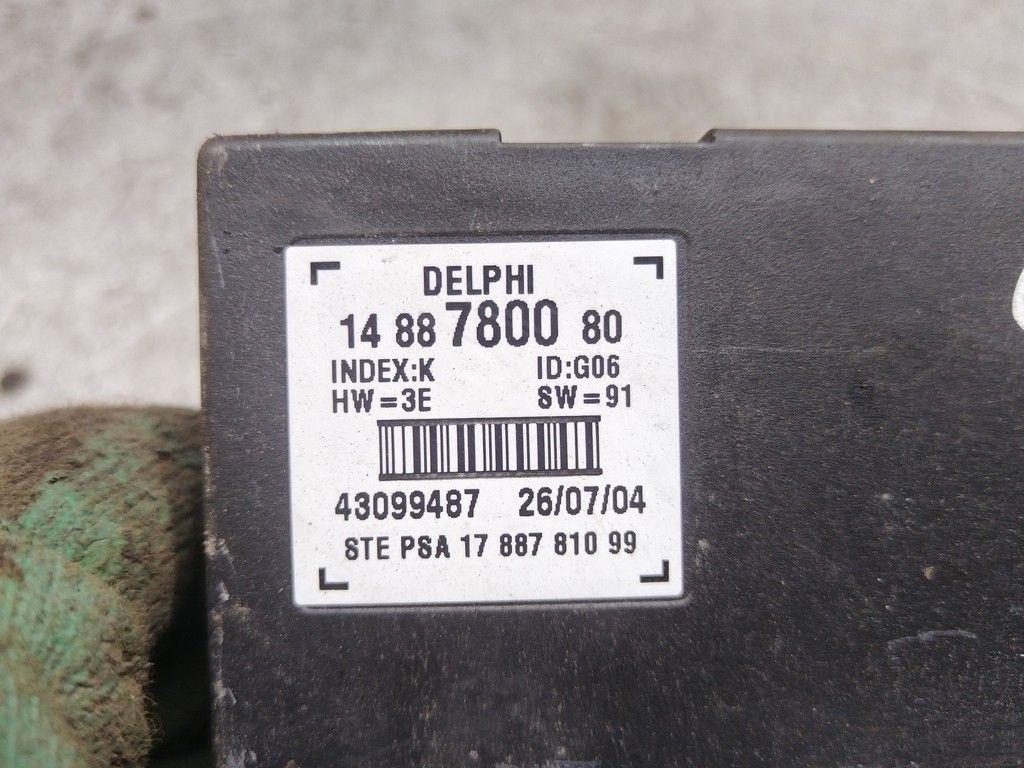 DELPHI
14 88 7800 80
INDEX:K ID:G06
HW=3E SW=91
43099487 26/07/04
STE PSA 17 887 810 99